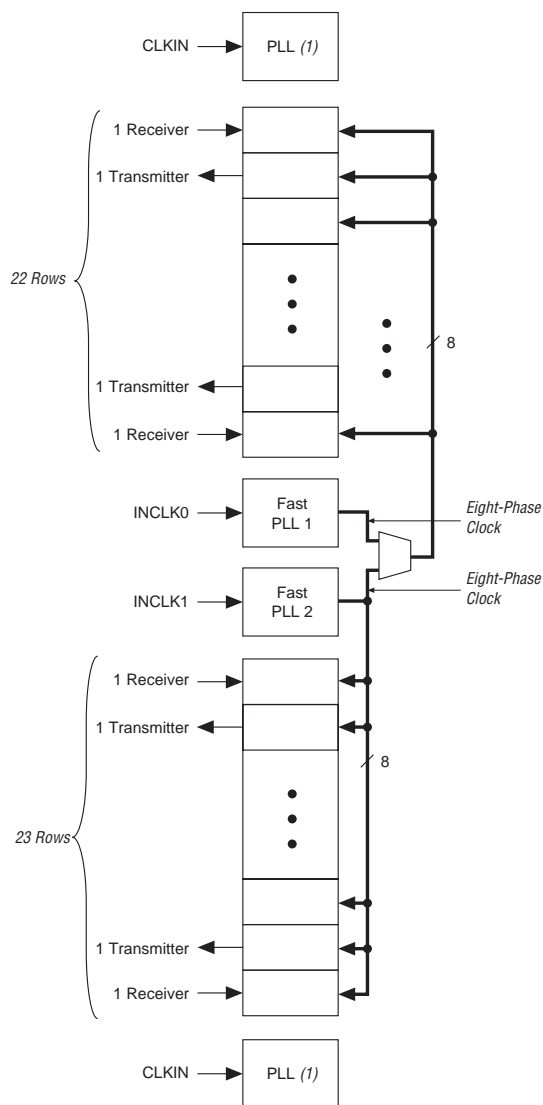 CLKIN
PLL (1)
1 Receiver
1 Transmitter
22 Rows
8
1 Transmitter
1 Receiver
INCLK0
Fast
PLL 1
Eight-Phase
Clock
INCLK1
Fast
PLL 2
Eight-Phase
Clock
1 Receiver
1 Transmitter
8
23 Rows
1 Transmitter
1 Receiver
CLKIN
PLL (1)